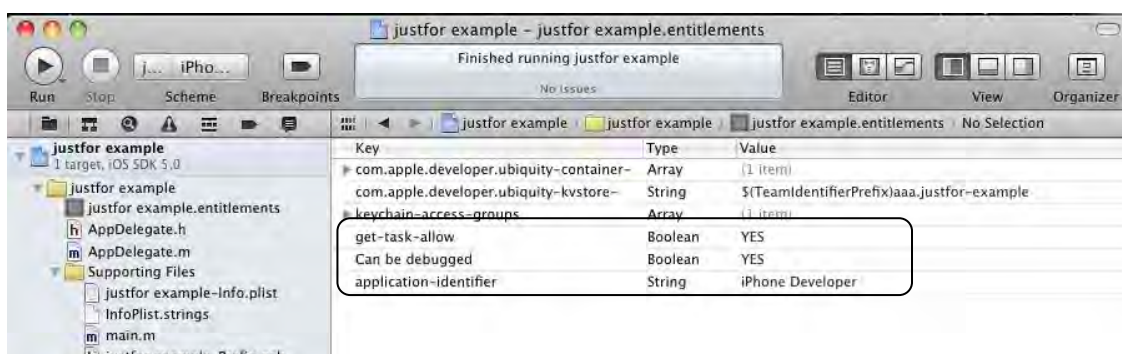 justfor example – justfor example.entitlements
j... iPho...
Finished running justfor example
No Issues
Run Stop Scheme Breakpoints Editor View Organizer
justfor example justfor example justfor example.entitlements No Selection
justfor example
1 target, iOS SDK 5.0
justfor example
justfor example.entitlements
AppDelegate.h
AppDelegate.m
Supporting Files
justfor example-Info.plist
InfoPlist.strings
main.m
Key Type Value
com.apple.developer.ubiquity-container- Array (1 item)
com.apple.developer.ubiquity-kvstore- String $(TeamIdentifierPrefix)aaa.justfor-example
keychain-access-groups Array (1 item)
get-task-allow Boolean YES
Can be debugged Boolean YES
application-identifier String iPhone Developer